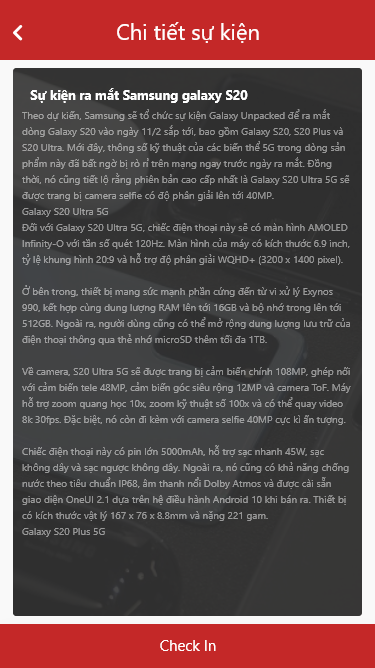 Chi tiết sự kiện
Sự kiện ra mắt Samsung galaxy S20
Theo dự kiến, Samsung sẽ tổ chức sự kiện Galaxy Unpacked để ra mắt
dòng Galaxy S20 vào ngày 11/2 sắp tới, bao gồm Galaxy S20, S20 Plus và
S20 Ultra. Mới đây, thông số kỹ thuật của các biến thể 5G trong dòng sản
phẩm này đã bất ngờ bị rò rỉ trên mạng ngay trước ngày ra mắt. Đồng
thời, nó cũng tiết lộ rằng phiên bản cao cấp nhất là Galaxy S20 Ultra 5G sẽ
được trang bị camera selfie có độ phân giải lên tới 40MP.
Galaxy S20 Ultra 5G
Đối với Galaxy S20 Ultra 5G, chiếc điện thoại này sẽ có màn hình AMOLED
Infinity-O với tần số quét 120Hz. Màn hình của máy có kích thước 6.9 inch,
tỷ lệ khung hình 20:9 và hỗ trợ độ phân giải WQHD+ (3200 x 1400 pixel).
Ở bên trong, thiết bị mang sức mạnh phần cứng đến từ vi xử lý Exynos
990, kết hợp cùng dung lượng RAM lên tới 16GB và bộ nhớ trong lên tới
512GB. Ngoài ra, người dùng cũng có thể mở rộng dung lượng lưu trữ của
điện thoại thông qua thẻ nhớ microSD thêm tối đa 1TB.
Về camera, S20 Ultra 5G sẽ được trang bị cảm biến chính 108MP, ghép nối
với cảm biến tele 48MP, cảm biến góc siêu rộng 12MP và camera ToF. Máy
hỗ trợ zoom quang học 10x, zoom kỹ thuật số 100x và có thể quay video
8k 30fps. Đặc biệt, nó còn đi kèm với camera selfie 40MP cực kì ấn tượng.
Chiếc điện thoại này có pin lớn 5000mAh, hỗ trợ sạc nhanh 45W, sạc
không dây và sạc ngược không dây. Ngoài ra, nó cũng có khả năng chống
nước theo tiêu chuẩn IP68, âm thanh nổi Dolby Atmos và được cài sẵn
giao diện OneUI 2.1 dựa trên hệ điều hành Android 10 khi bán ra. Thiết bị
có kích thước vật lý 167 x 76 x 8.8mm và nặng 221 gam.
Galaxy S20 Plus 5G
Check In